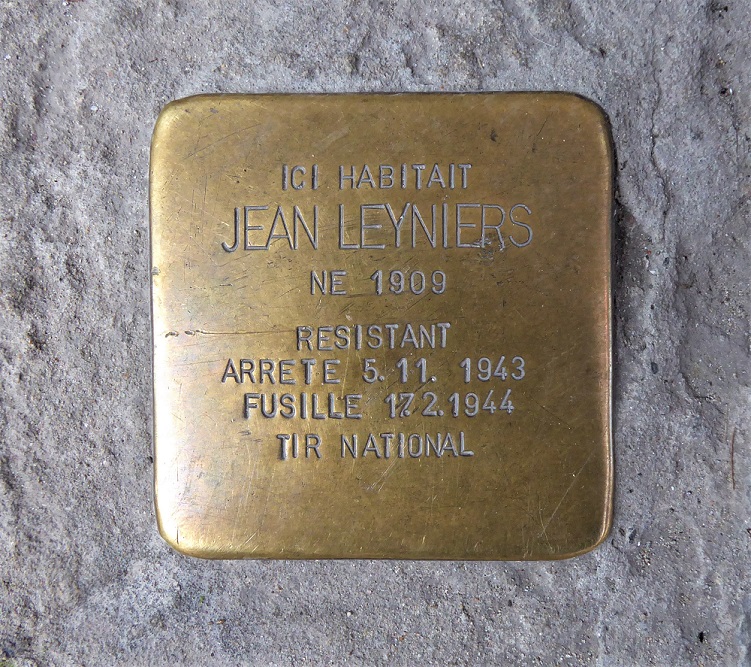 ICI HABITAIT
JEAN LEYNIERS
NE 1909
RESISTANT
ARRETE 5.11. 1943
FUSILLE 17.2.1944
TIR NATIONAL